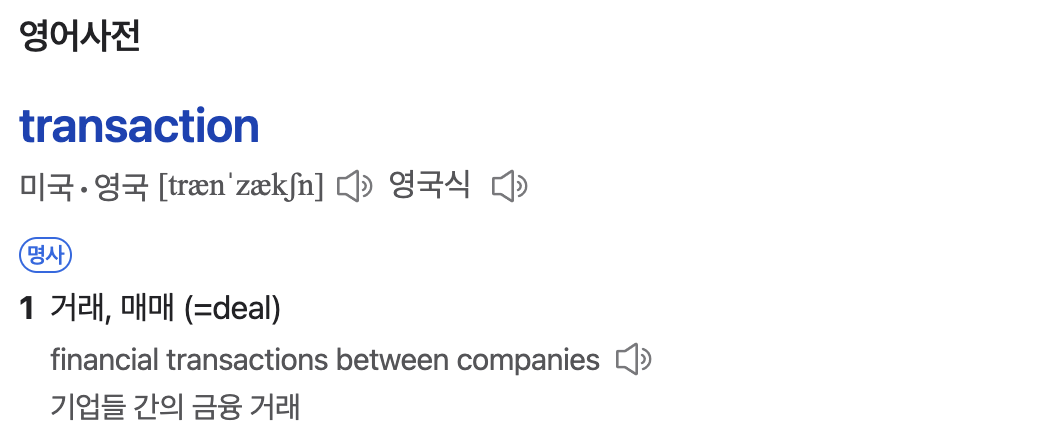 영어사전
transaction
미국·영국 [trænˈzækʃn] 영국식
명사
1 거래, 매매 (=deal)
financial transactions between companies
기업들 간의 금융 거래